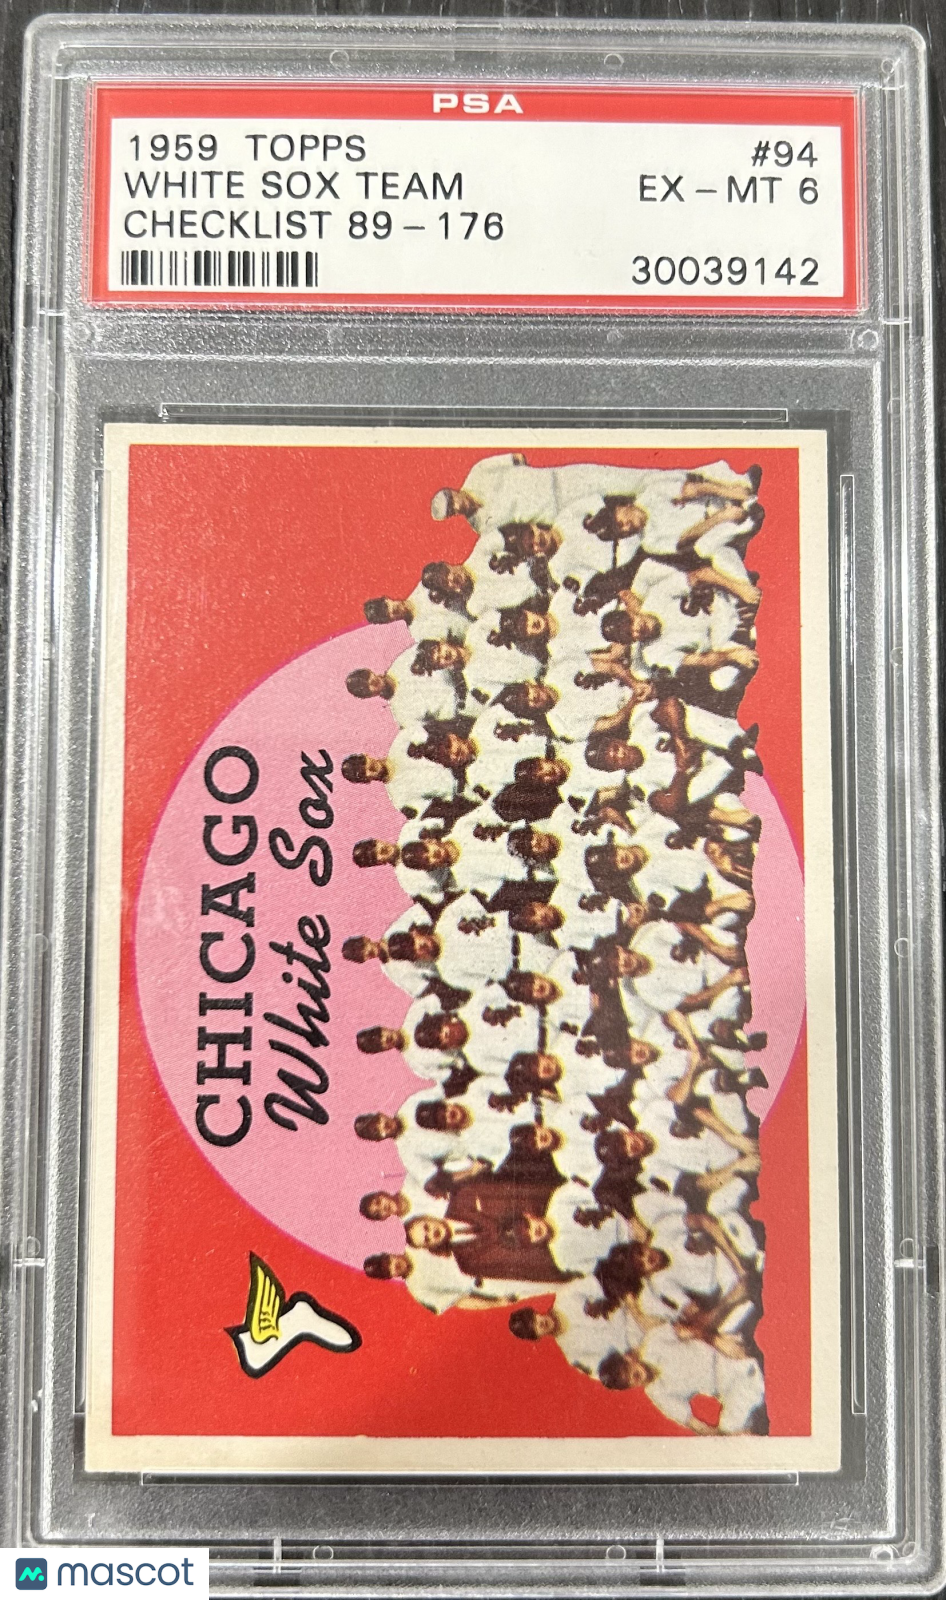 PSA
1959 TOPPS
#94
WHITE SOX TEAM
EX-MT 6
CHECKLIST 89-176
30039142
CHICAGO
White Sox
mascot